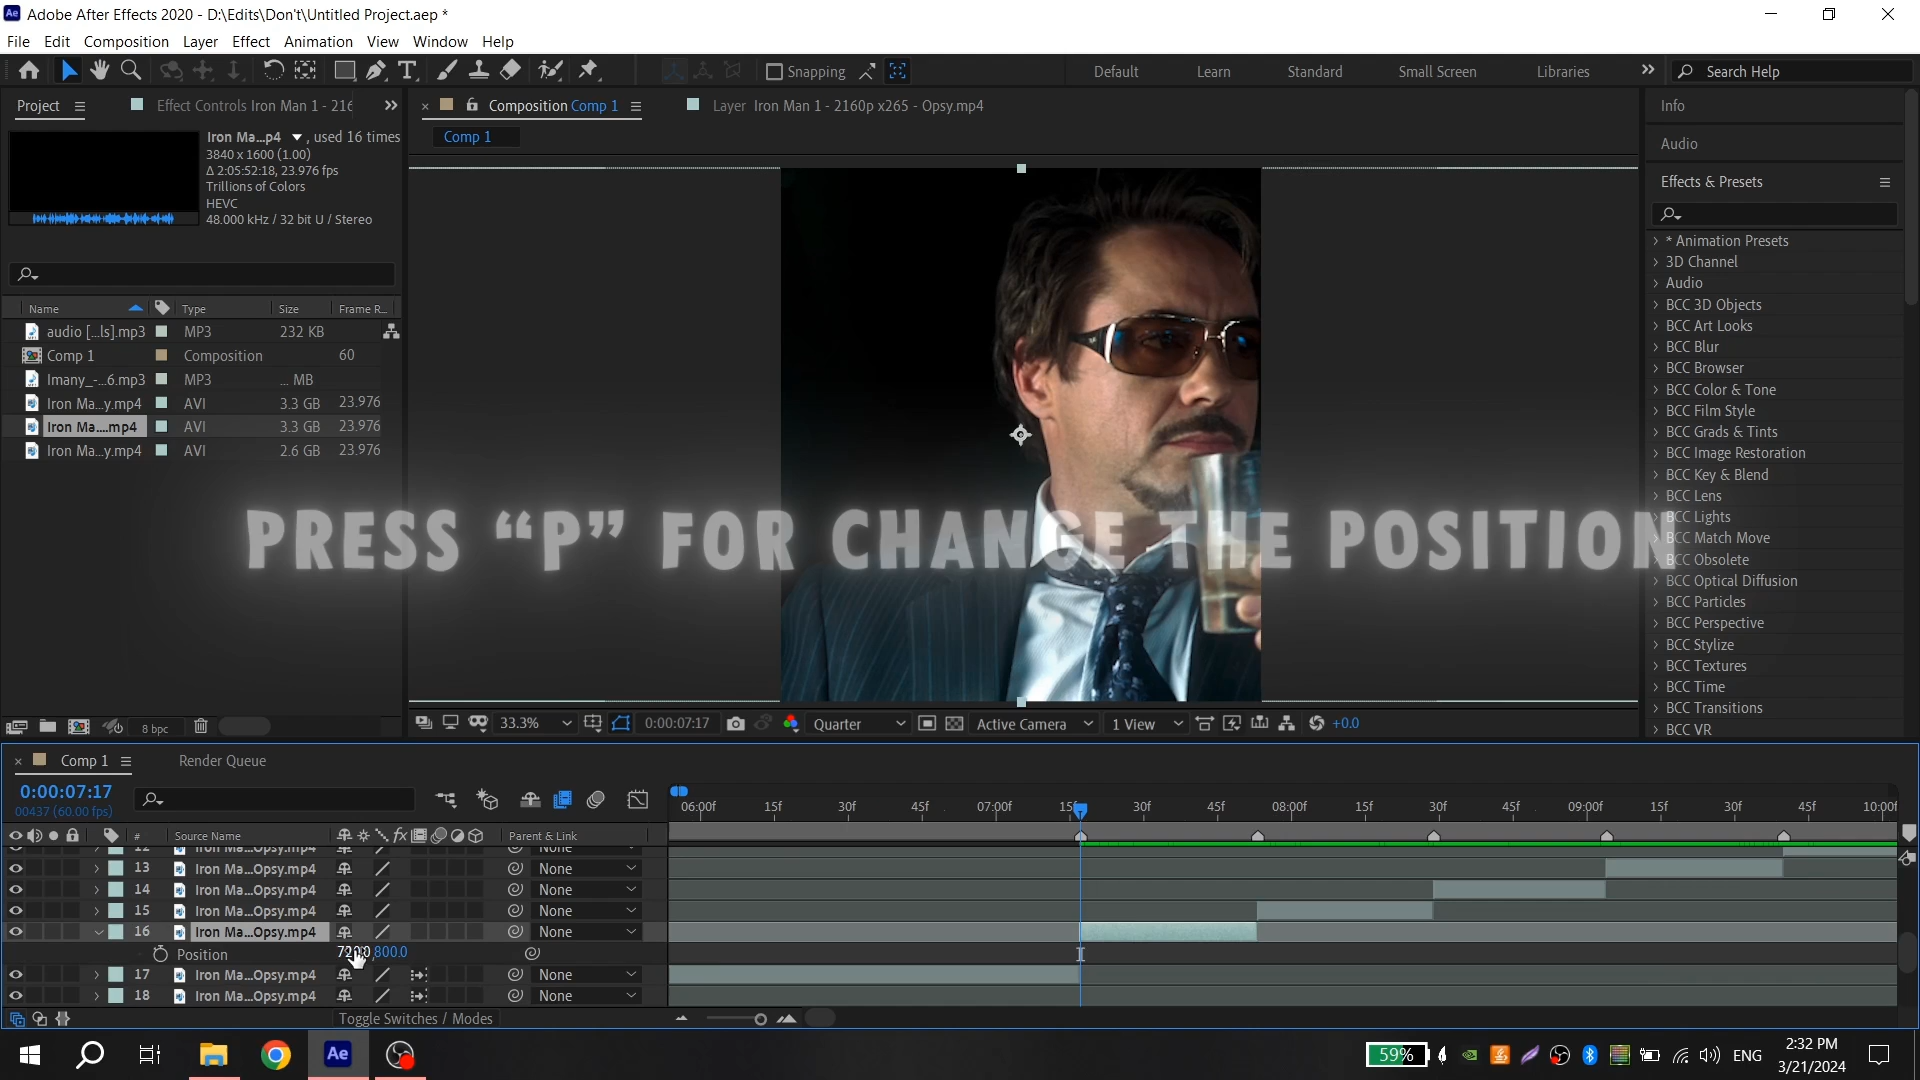 Adobe After Effects 2020 - D:\Edits\Don't\Untitled Project.aep *
File Edit Composition Layer Effect Animation View Window Help
Snapping Default Learn Standard Small Screen Libraries Search Help
Project Effect Controls Iron Man 1 - 216 Composition Comp 1 Layer Iron Man 1 - 2160p x265 - Opsy.mp4 Info
Comp 1
Iron Ma...p4 , used 16 times
3840 x 1600 (1.00)
Δ 2:05:52:18, 23.976 fps
Trillions of Colors
HEVC
48.000 kHz / 32 bit U / Stereo
Name Type Size Frame R...
audio [...ls].mp3 MP3 232 KB
Comp 1 Composition 60
Imany_-...6.mp3 MP3 ... MB
Iron Ma...y.mp4 AVI 3.3 GB 23.976
Iron Ma....mp4 AVI 3.3 GB 23.976
Iron Ma...y.mp4 AVI 2.6 GB 23.976
PRESS “P” FOR CHANGE THE POSITION
Audio
Effects & Presets
* Animation Presets
3D Channel
Audio
BCC 3D Objects
BCC Art Looks
BCC Blur
BCC Browser
BCC Color & Tone
BCC Film Style
BCC Grads & Tints
BCC Image Restoration
BCC Key & Blend
BCC Lens
BCC Lights
BCC Match Move
BCC Obsolete
BCC Optical Diffusion
BCC Particles
BCC Perspective
BCC Stylize
BCC Textures
BCC Time
BCC Transitions
BCC VR
8 bpc 33.3% 0:00:07:17 Quarter Active Camera 1 View +0.0
Comp 1 Render Queue
0:00:07:17
00437 (60.00 fps)
06:00f 15f 30f 45f 07:00f 15f 30f 45f 08:00f 15f 30f 45f 09:00f 15f 30f 45f 10:00f
# Source Name Parent & Link
12 Iron Ma...Opsy.mp4 None
13 Iron Ma...Opsy.mp4 None
14 Iron Ma...Opsy.mp4 None
15 Iron Ma...Opsy.mp4 None
16 Iron Ma...Opsy.mp4 None
Position 720.0,800.0
17 Iron Ma...Opsy.mp4 None
18 Iron Ma...Opsy.mp4 None
Toggle Switches / Modes
Ae 59% ENG 2:32 PM
3/21/2024